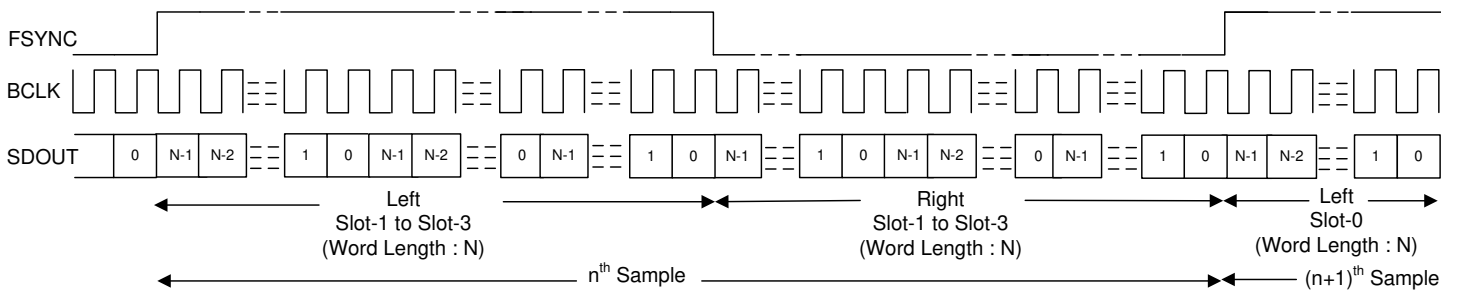 FSYNC
BCLK
SDOUT 0 N-1 N-2 1 0 N-1 N-2 0 N-1 1 0 N-1 1 0 N-1 N-2 0 N-1 1 0 N-1 N-2 1 0
Left Right Left
Slot-1 to Slot-3 Slot-1 to Slot-3 Slot-0
(Word Length : N) (Word Length : N) (Word Length : N)
nth Sample (n+1)th Sample